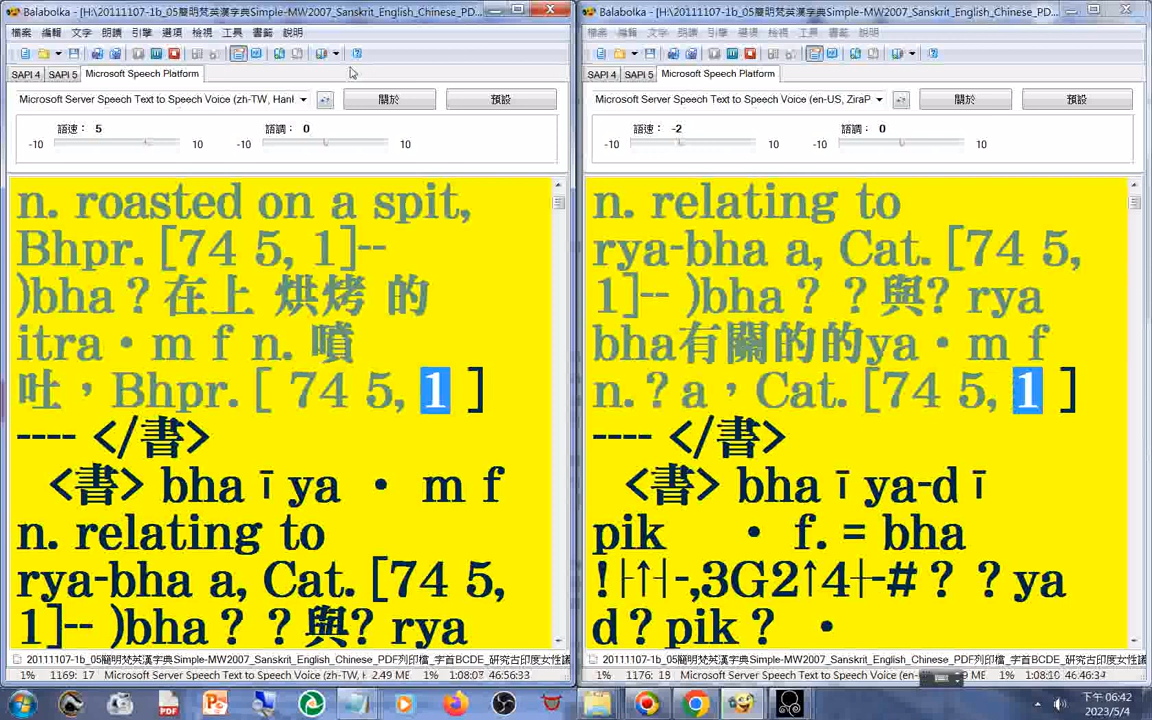 Balabolka - [H:\20111107-1b_05簡明梵英漢字典Simple-MW2007_Sanskrit_English_Chinese_PD...
檔案 編輯 文字 朗讀 引擎 選項 檢視 工具 書籤 說明
SAPI 4 SAPI 5 Microsoft Speech Platform
Microsoft Server Speech Text to Speech Voice (zh-TW, Hanl
關於 預設
語速： 5 語調： 0
-10 10 -10 10
n. roasted on a spit,
Bhpr. [74 5, 1]--
)bha？在上 烘烤 的
itra・m f n. 噴
吐，Bhpr. [ 74 5, 1 ]
---- </書>
<書> bha ī ya ・ m f
n. relating to
rya-bha a, Cat. [74 5,
1]-- )bha？ ？與? rya
20111107-1b_05簡明梵英漢字典Simple-MW2007_Sanskrit_English_Chinese_PDF列印檔_字首BCDE_研究古印度女性議
1% 1169: 17 Microsoft Server Speech Text to Speech Voice (zh-TW, H 2.49 ME 1% 1:08:07 46:56:33
Balabolka - [H:\20111107-1b_05簡明梵英漢字典Simple-MW2007_Sanskrit_English_Chinese_PD...
檔案 編輯 文字 朗讀 引擎 選項 檢視 工具 書籤 說明
SAPI 4 SAPI 5 Microsoft Speech Platform
Microsoft Server Speech Text to Speech Voice (en-US, ZiraP
關於 預設
語速： -2 語調： 0
-10 10 -10 10
n. relating to
rya-bha a, Cat. [74 5,
1]-- )bha？ ？與? rya
bha有關的的ya・m f
n.？a，Cat. [74 5, 1 ]
---- </書>
<書> bha ī ya-d ī
pik ・ f. = bha
!├↑┤-,3G2↑4┼-#？ ？ya
d？pik？ ・
20111107-1b_05簡明梵英漢字典Simple-MW2007_Sanskrit_English_Chinese_PDF列印檔_字首BCDE_研究古印度女性議
1% 1176: 18 Microsoft Server Speech Text to Speech Voice (en-U 1% 1:08:10 46:46:34
PDF
下午 06:42
2023/5/4